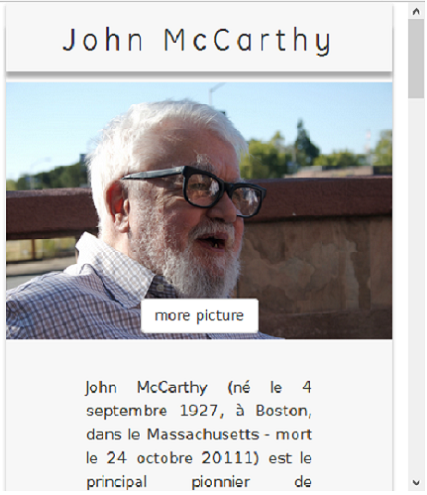 John McCarthy
more picture
John McCarthy (né le 4
septembre 1927, à Boston,
dans le Massachusetts - mort
le 24 octobre 20111) est le
principal pionnier de